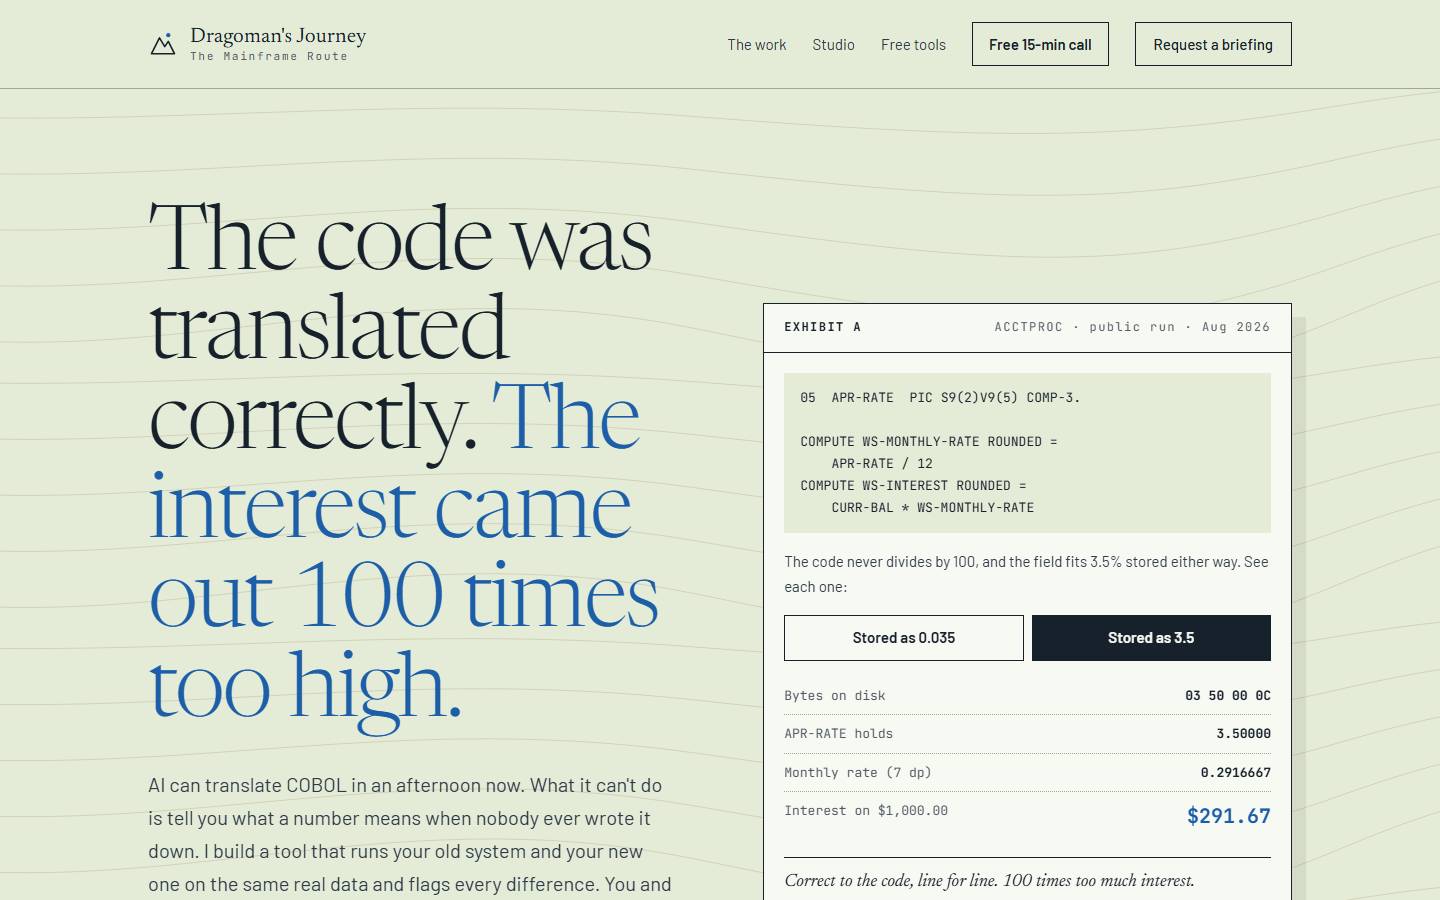 Dragoman's Journey
The Mainframe Route
The work
Studio
Free tools
Free 15-min call
Request a briefing
The code was
translated
correctly. The
interest came
out 100 times
too high.
AI can translate COBOL in an afternoon now. What it can't do
is tell you what a number means when nobody ever wrote it
down. I build a tool that runs your old system and your new
one on the same real data and flags every difference. You and
EXHIBIT A
ACCTPROC · public run · Aug 2026
05  APR-RATE  PIC S9(2)V9(5) COMP-3.
COMPUTE WS-MONTHLY-RATE ROUNDED =
    APR-RATE / 12
COMPUTE WS-INTEREST ROUNDED =
    CURR-BAL * WS-MONTHLY-RATE
The code never divides by 100, and the field fits 3.5% stored either way. See
each one:
Stored as 0.035
Stored as 3.5
Bytes on disk 03 50 00 0C
APR-RATE holds 3.50000
Monthly rate (7 dp) 0.2916667
Interest on $1,000.00 $291.67
Correct to the code, line for line. 100 times too much interest.